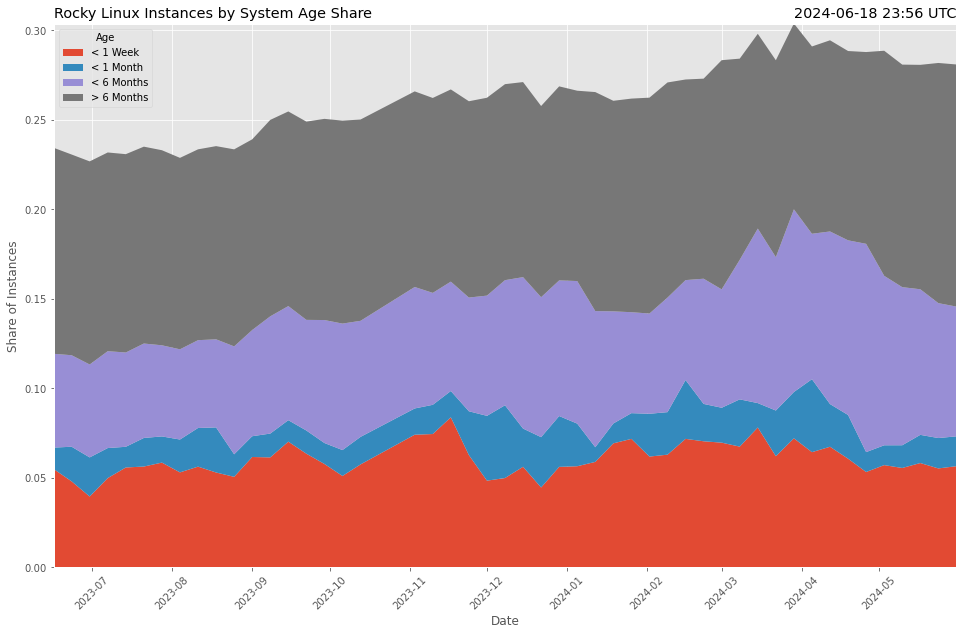 Rocky Linux Instances by System Age Share
2024-06-18 23:56 UTC
Age
< 1 Week
< 1 Month
< 6 Months
> 6 Months
0.30
0.25
0.20
0.15
0.10
0.05
0.00
Share of Instances
2023-07
2023-08
2023-09
2023-10
2023-11
2023-12
2024-01
2024-02
2024-03
2024-04
2024-05
Date